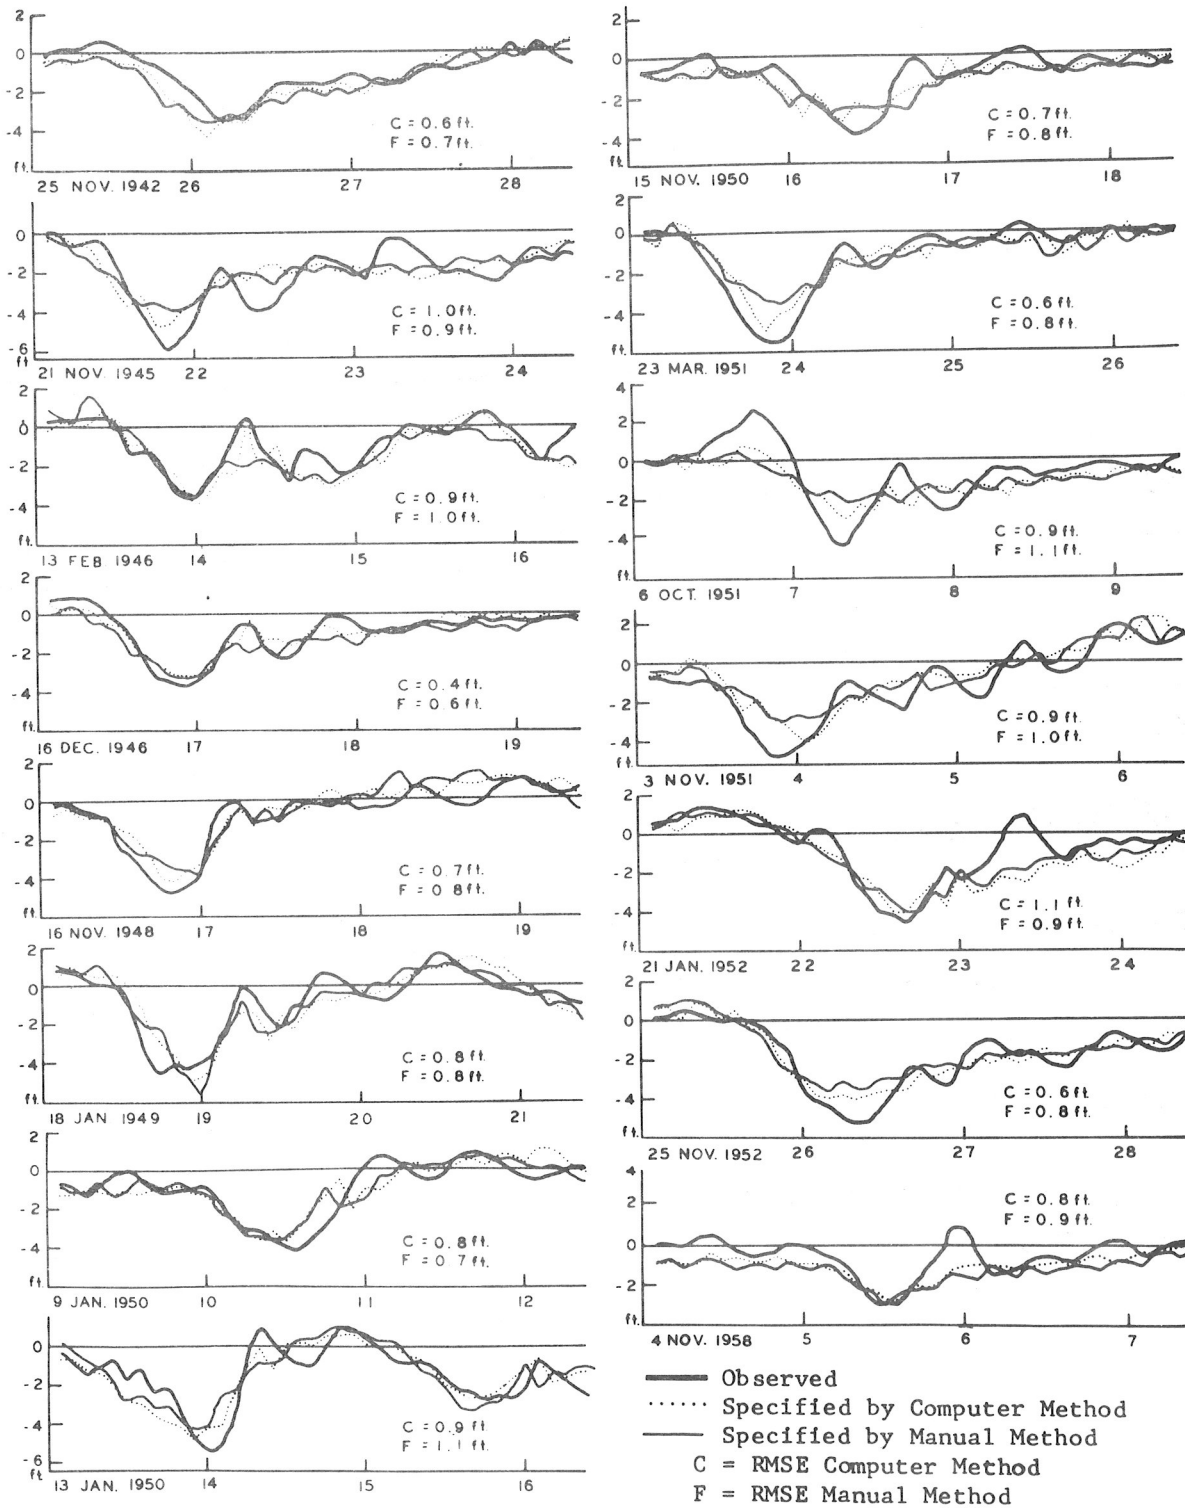 2
0
-2
-4
ft.
C = 0.6 ft.
F = 0.7 ft.
25 NOV. 1942 26 27 28
0
-2
-4
-6
ft
C = 1.0 ft.
F = 0.9 ft.
21 NOV. 1945 22 23 24
2
0
-2
-4
ft.
C = 0.9 ft.
F = 1.0 ft.
13 FEB 1946 14 15 16
2
0
-2
-4
ft.
C = 0.4 ft.
F = 0.6 ft.
16 DEC. 1946 17 18 19
2
0
-2
-4
ft.
C = 0.7 ft.
F = 0.8 ft.
16 NOV. 1948 17 18 19
2
0
-2
-4
ft.
C = 0.8 ft.
F = 0.8 ft.
18 JAN 1949 19 20 21
2
0
-2
-4
ft.
C = 0.8 ft.
F = 0.7 ft.
9 JAN. 1950 10 11 12
0
-2
-4
-6
ft
C = 0.9 ft.
F = 1.1 ft.
13 JAN. 1950 14 15 16
2
0
-2
-4
ft.
C = 0.7 ft.
F = 0.8 ft.
15 NOV. 1950 16 17 18
2
0
-2
-4
ft.
C = 0.6 ft.
F = 0.8 ft.
23 MAR. 1951 24 25 26
4
2
0
-2
-4
ft.
C = 0.9 ft.
F = 1.1 ft.
6 OCT. 1951 7 8 9
2
0
-2
-4
ft.
C = 0.9 ft.
F = 1.0 ft.
3 NOV. 1951 4 5 6
2
0
-2
-4
ft.
C = 1.1 ft.
F = 0.9 ft.
21 JAN. 1952 22 23 24
2
0
-2
-4
ft.
C = 0.6 ft
F = 0.8 ft.
25 NOV. 1952 26 27 28
4
2
0
-2
ft.
C = 0.8 ft.
F = 0.9 ft.
4 NOV. 1958 5 6 7
Observed
Specified by Computer Method
Specified by Manual Method
C = RMSE Computer Method
F = RMSE Manual Method